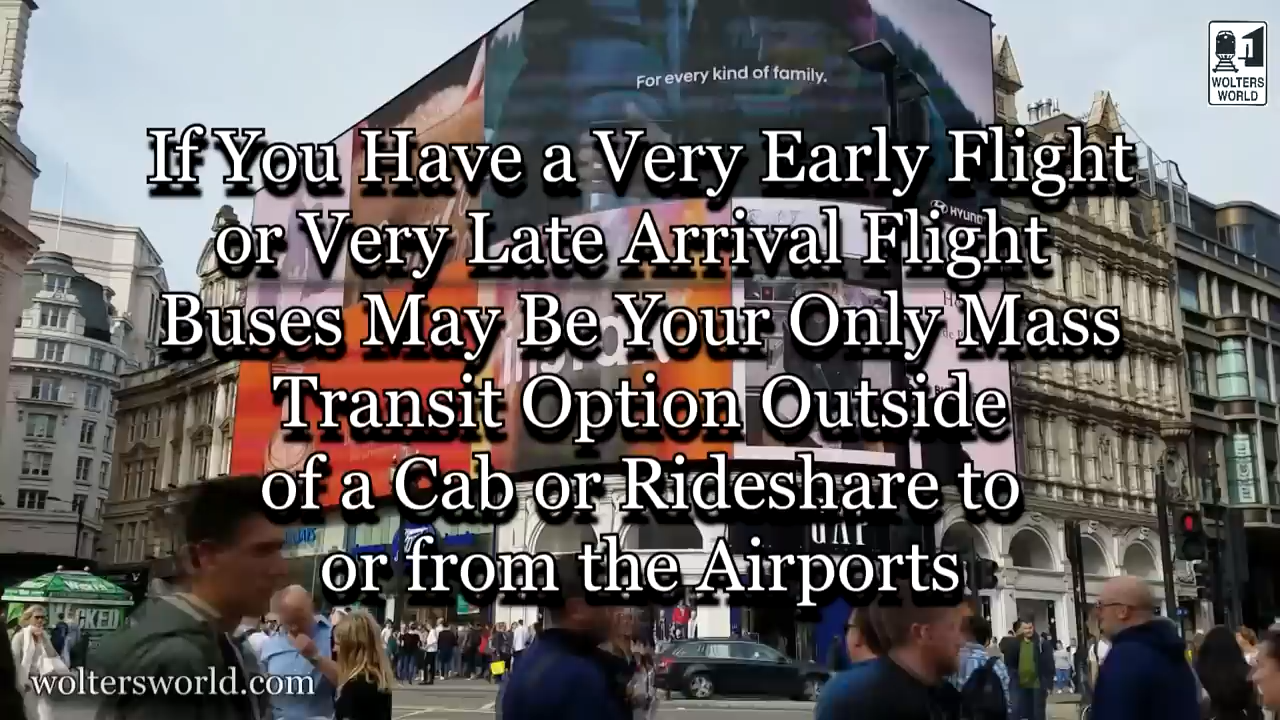 For every kind of family.
WOLTERS
WORLD
If You Have a Very Early Flight
or Very Late Arrival Flight
HYUNDAI
Buses May Be Your Only Mass
Transit Option Outside
of a Cab or Rideshare to
GAP
or from the Airports
woltersworld.com